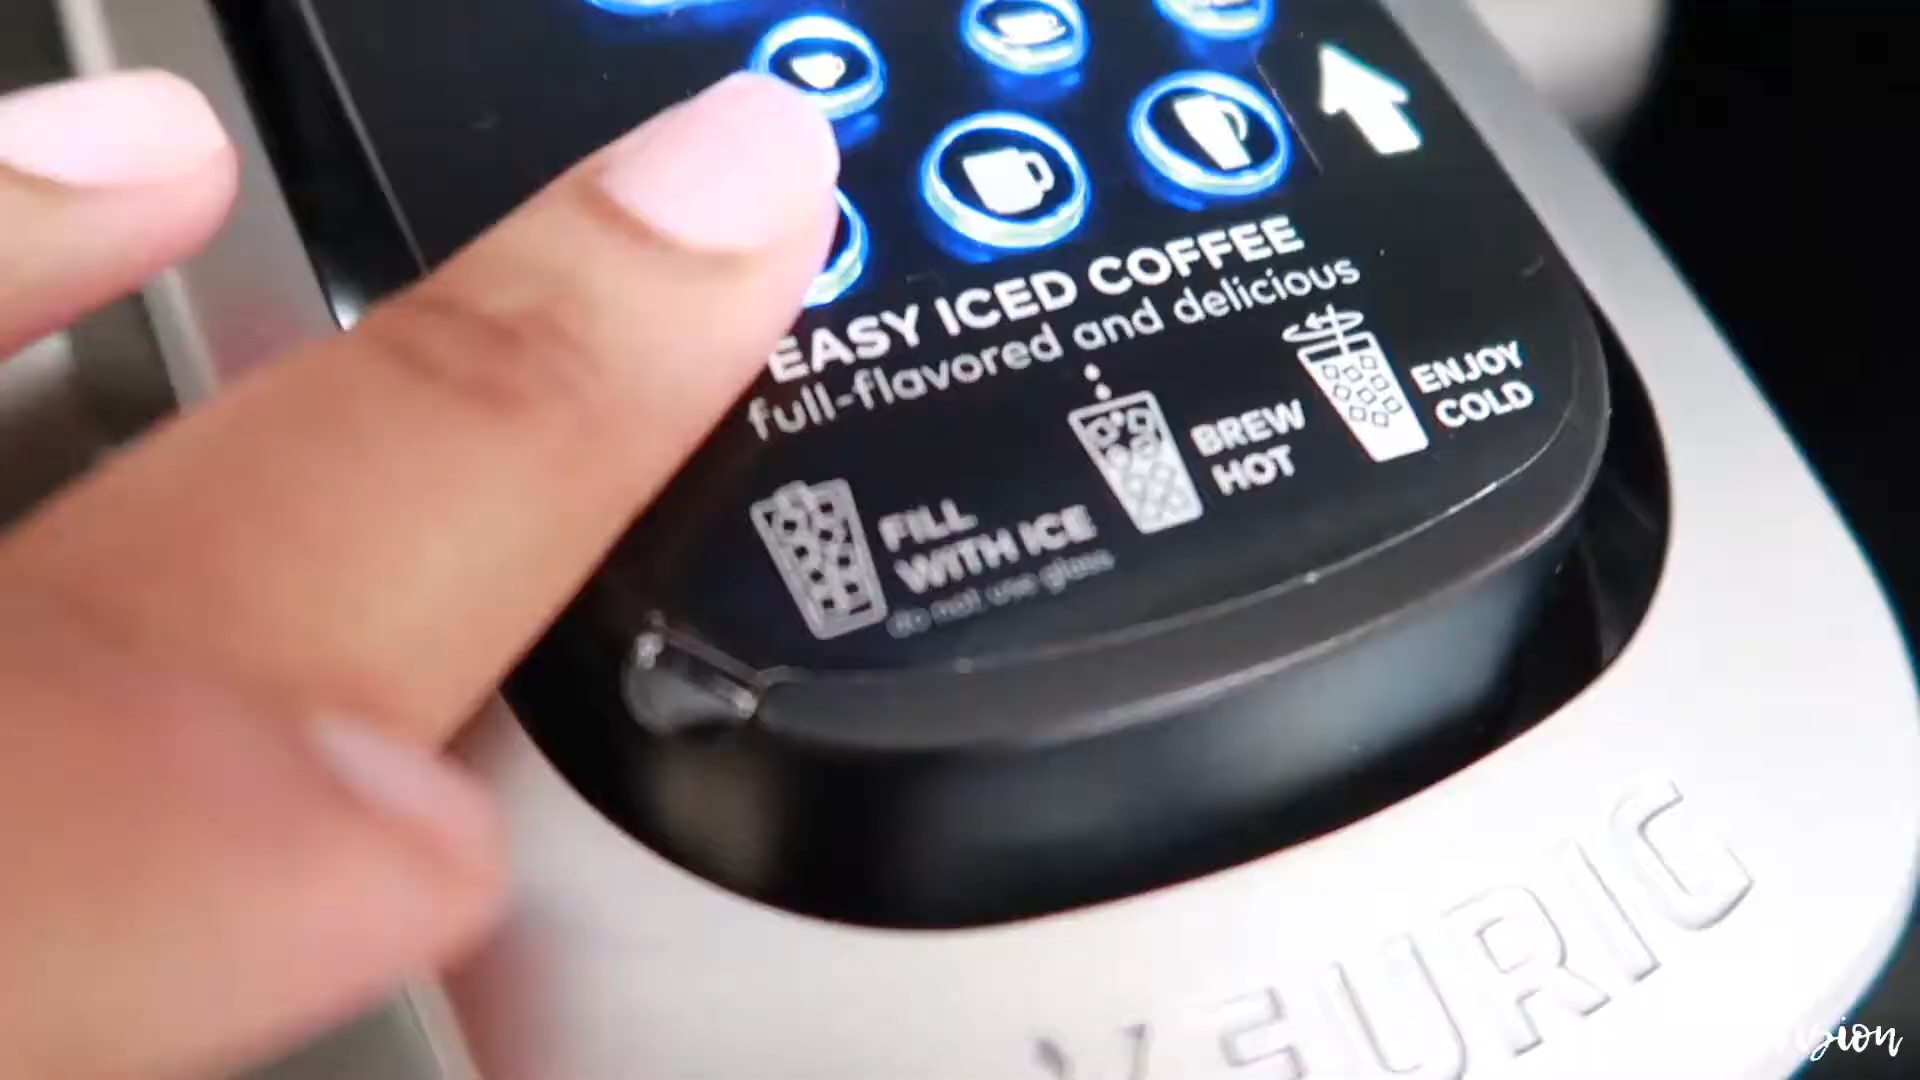 EASY ICED COFFEE
full-flavored and delicious
FILL
WITH ICE
do not use glass
BREW
HOT
ENJOY
COLD
KEURIG